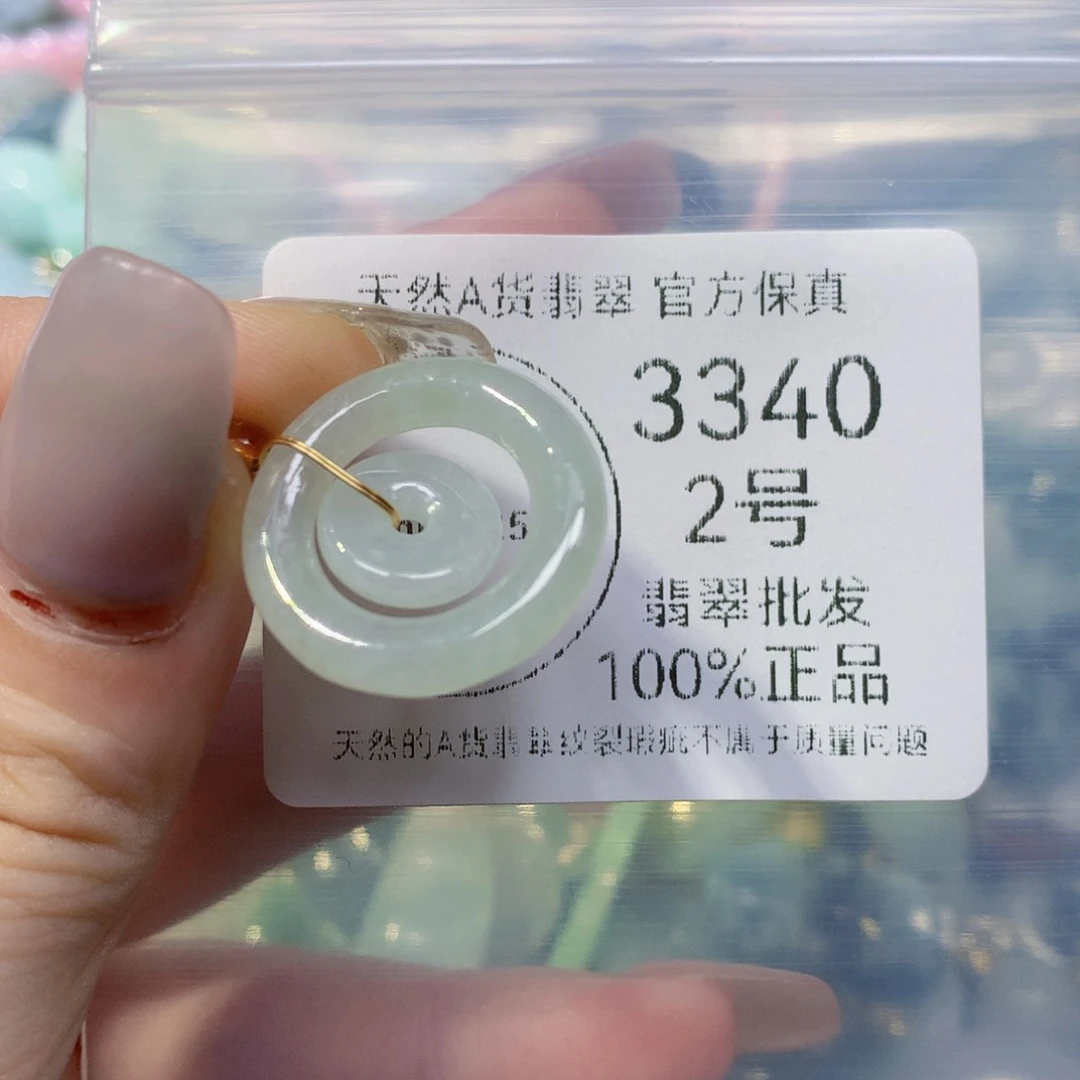 天然A货翡翠 官方保真
3340
2号
翡翠批发
100%正品
天然的A货翡翠纹裂瑕疵不属于质量问题